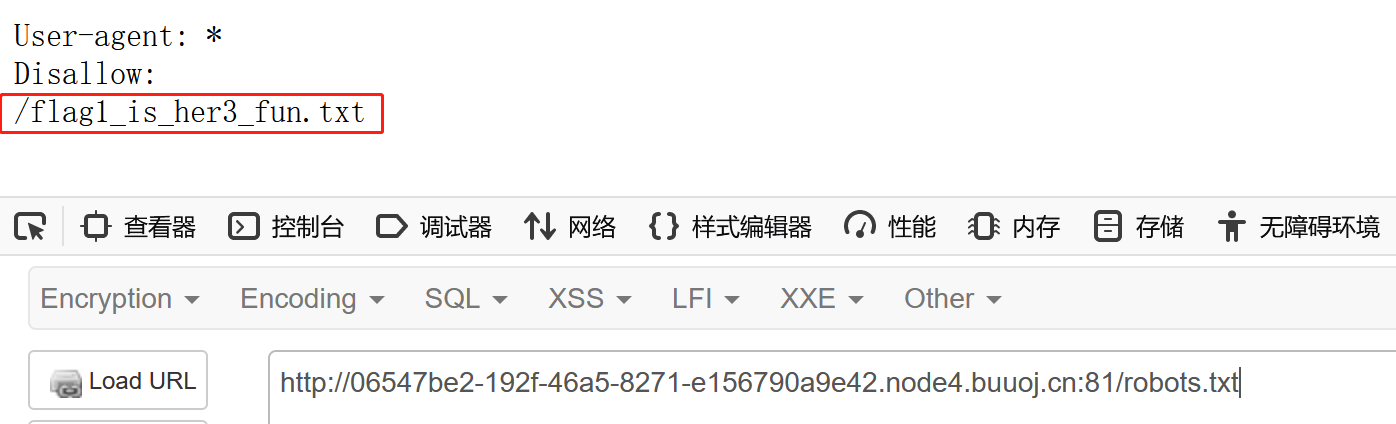 User-agent: *
Disallow:
/flag1_is_her3_fun.txt
查看器 控制台 调试器 网络 样式编辑器 性能 内存 存储 无障碍环境
Encryption Encoding SQL XSS LFI XXE Other
Load URL http://06547be2-192f-46a5-8271-e156790a9e42.node4.buuoj.cn:81/robots.txt